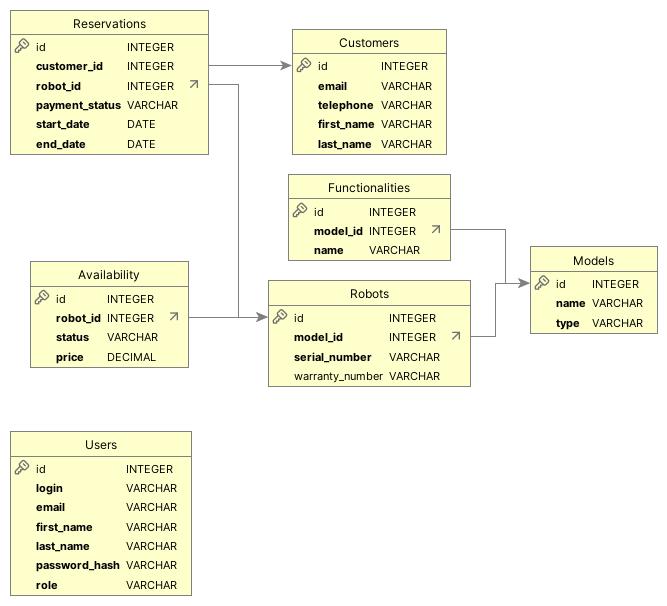 Reservations
id INTEGER
customer_id INTEGER
robot_id INTEGER
payment_status VARCHAR
start_date DATE
end_date DATE
Customers
id INTEGER
email VARCHAR
telephone VARCHAR
first_name VARCHAR
last_name VARCHAR
Functionalities
id INTEGER
model_id INTEGER
name VARCHAR
Models
id INTEGER
name VARCHAR
type VARCHAR
Availability
id INTEGER
robot_id INTEGER
status VARCHAR
price DECIMAL
Robots
id INTEGER
model_id INTEGER
serial_number VARCHAR
warranty_number VARCHAR
Users
id INTEGER
login VARCHAR
email VARCHAR
first_name VARCHAR
last_name VARCHAR
password_hash VARCHAR
role VARCHAR